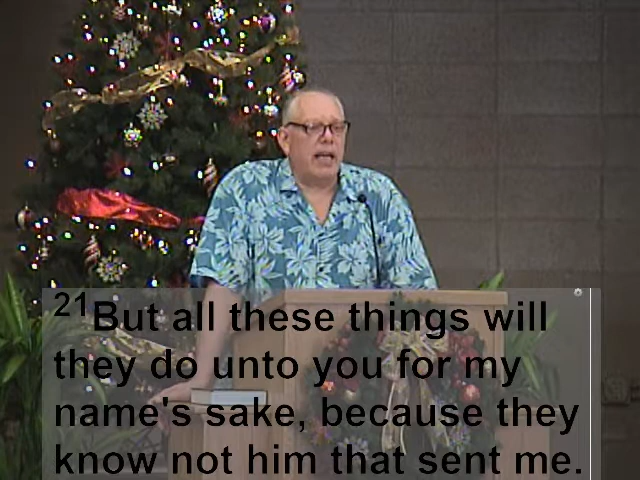 21But all these things will
they do unto you for my
name's sake, because they
know not him that sent me.